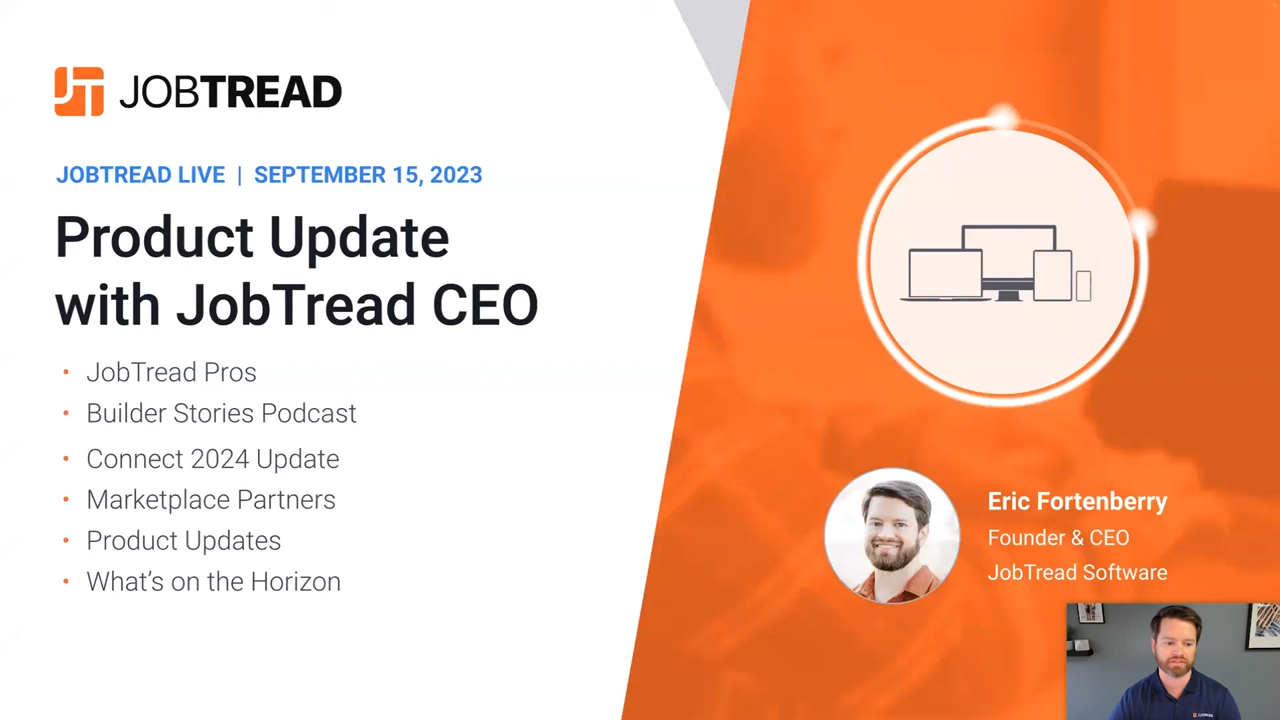 JOBTREAD
JOBTREAD LIVE | SEPTEMBER 15, 2023
Product Update
with JobTread CEO
• JobTread Pros
• Builder Stories Podcast
• Connect 2024 Update
• Marketplace Partners
• Product Updates
• What's on the Horizon
Eric Fortenberry
Founder & CEO
JobTread Software
JOBTREAD